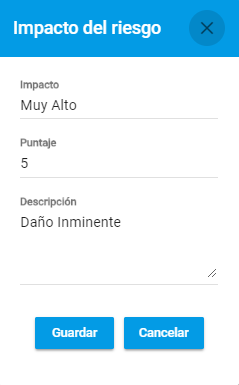 Impacto del riesgo
Impacto
Muy Alto
Puntaje
5
Descripción
Daño Inminente
Guardar Cancelar